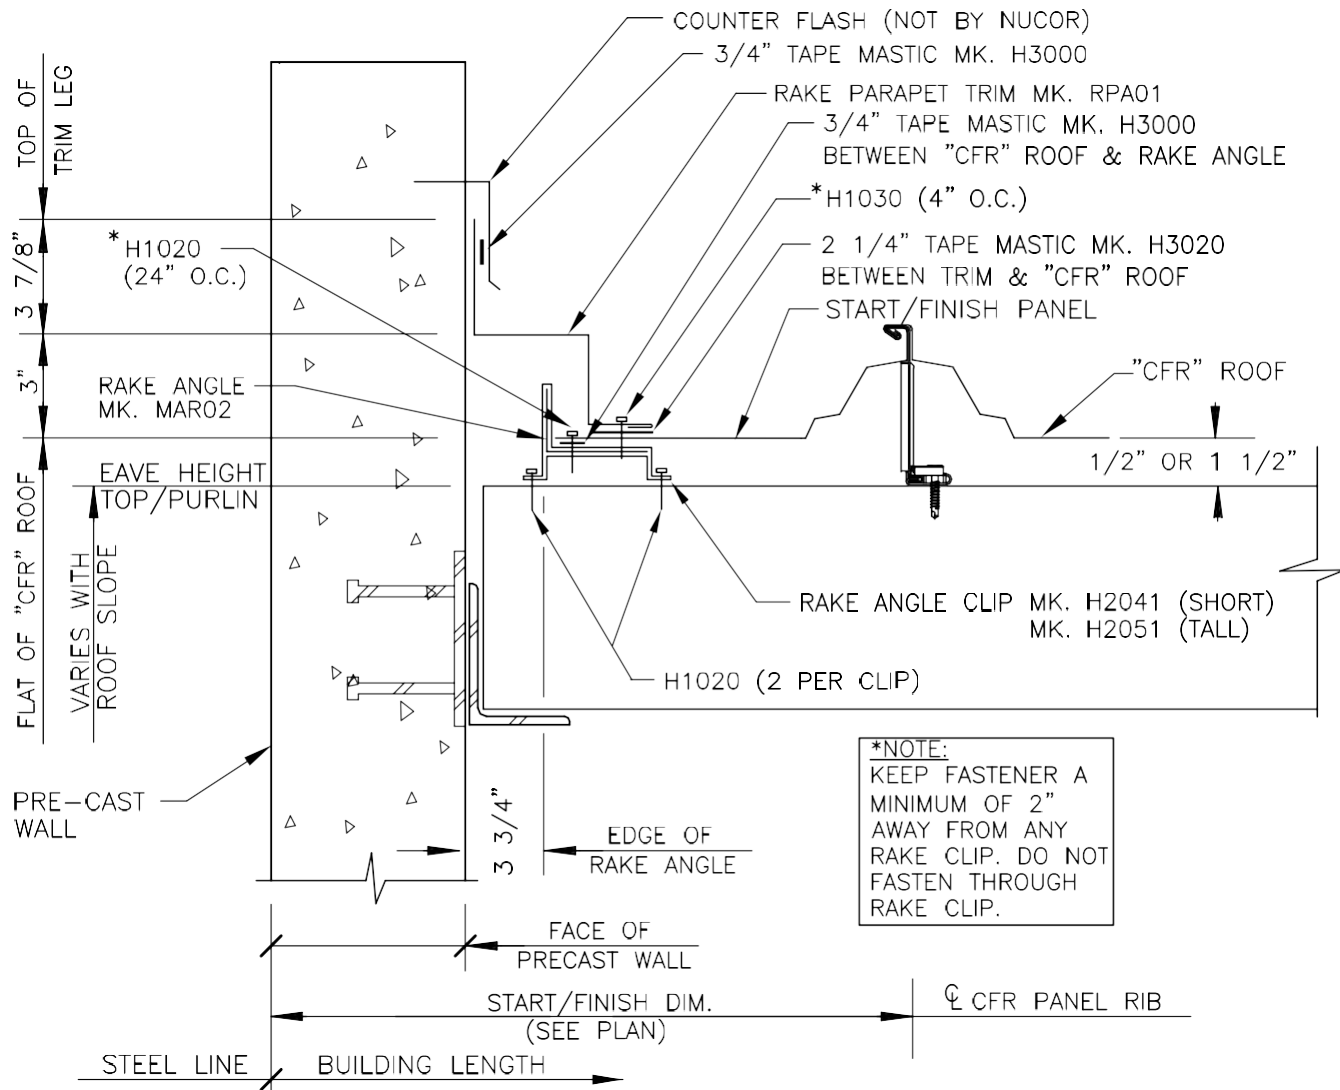 COUNTER FLASH (NOT BY NUCOR)
3/4" TAPE MASTIC MK. H3000
RAKE PARAPET TRIM MK. RPA01
3/4" TAPE MASTIC MK. H3000
BETWEEN "CFR" ROOF & RAKE ANGLE
*H1030 (4" O.C.)
2 1/4" TAPE MASTIC MK. H3020
BETWEEN TRIM & "CFR" ROOF
START/FINISH PANEL
"CFR" ROOF
1/2" OR 1 1/2"
TOP OF
TRIM LEG
3 7/8"
3"
FLAT OF "CFR" ROOF
VARIES WITH
ROOF SLOPE
*H1020
(24" O.C.)
RAKE ANGLE
MK. MAR02
EAVE HEIGHT
TOP/PURLIN
RAKE ANGLE CLIP MK. H2041 (SHORT)
MK. H2051 (TALL)
H1020 (2 PER CLIP)
PRE-CAST
WALL
3 3/4"
EDGE OF
RAKE ANGLE
*NOTE:
KEEP FASTENER A
MINIMUM OF 2"
AWAY FROM ANY
RAKE CLIP. DO NOT
FASTEN THROUGH
RAKE CLIP.
FACE OF
PRECAST WALL
START/FINISH DIM.
(SEE PLAN)
℄ CFR PANEL RIB
STEEL LINE
BUILDING LENGTH